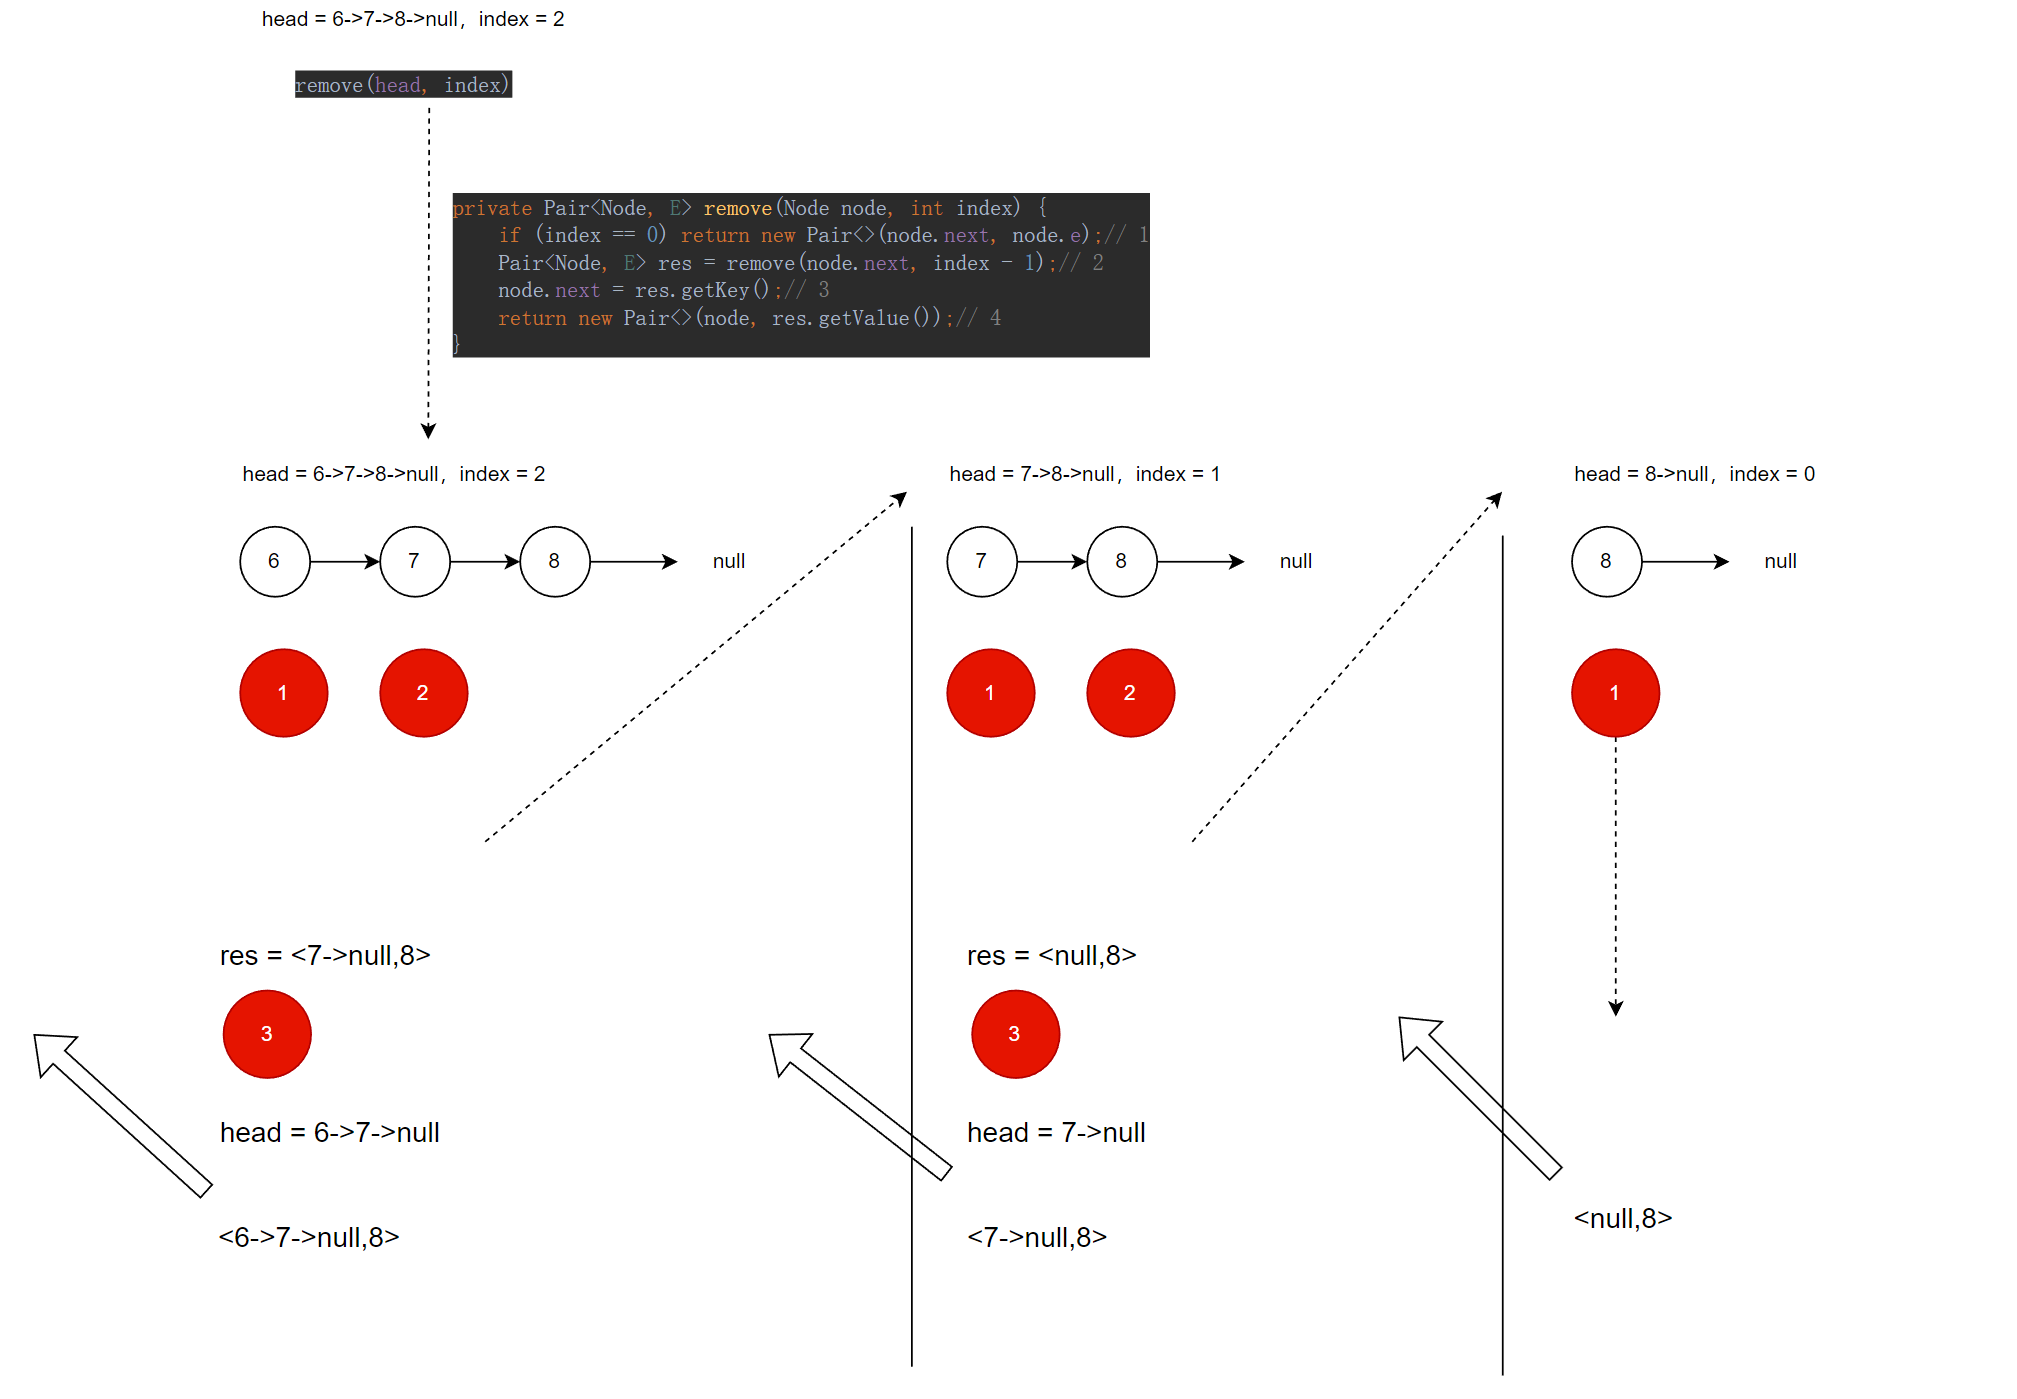 head = 6->7->8->null，index = 2
remove(head, index)
private Pair<Node, E> remove(Node node, int index) {
    if (index == 0) return new Pair<>(node.next, node.e);// 1
    Pair<Node, E> res = remove(node.next, index - 1);// 2
    node.next = res.getKey();// 3
    return new Pair<>(node, res.getValue());// 4
}
head = 6->7->8->null，index = 2
6
7
8
null
1
2
res = <7->null,8>
3
head = 6->7->null
<6->7->null,8>
head = 7->8->null，index = 1
7
8
null
1
2
res = <null,8>
3
head = 7->null
<7->null,8>
head = 8->null，index = 0
8
null
1
<null,8>